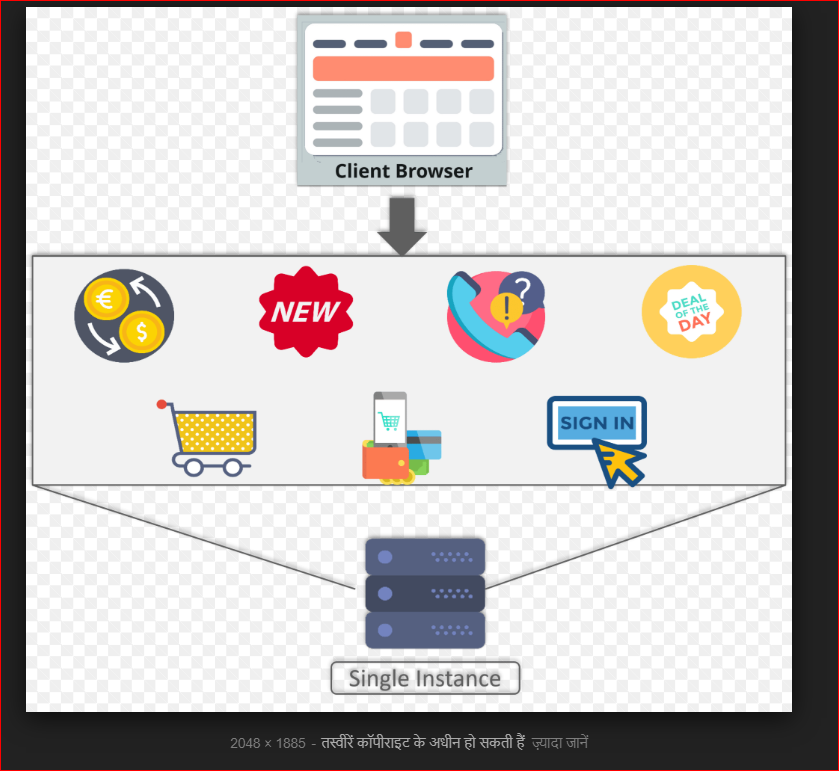 Client Browser
€
$
NEW
?
!
DEAL
OF THE
DAY
SIGN IN
Single Instance
2048 × 1885 - तस्वीरें कॉपीराइट के अधीन हो सकती हैं ज़्यादा जानें